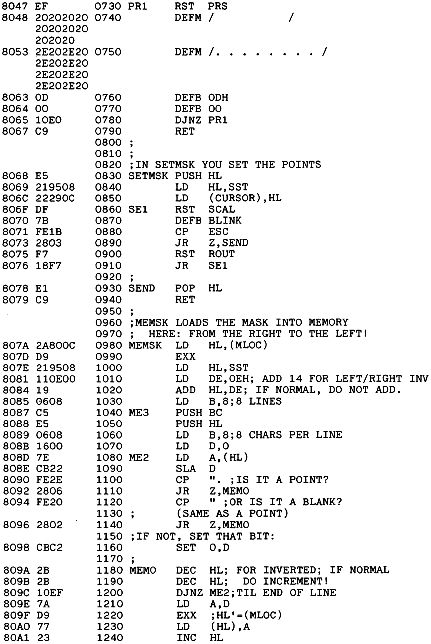 8047 EF       0730 PR1    RST  PRS
8048 20202020 0740        DEFM /          /
     20202020
     202020
8053 2E202E20 0750        DEFM /. . . . . . . ./
     2E202E20
     2E202E20
     2E202E20
8063 0D       0760        DEFB ODH
8064 00       0770        DEFB OO
8065 10E0     0780        DJNZ PR1
8067 C9       0790        RET
              0800 ;
              0810 ;
              0820 ;IN SETMSK YOU SET THE POINTS
8068 E5       0830 SETMSK PUSH HL
8069 219508   0840        LD   HL,SST
806C 22290C   0850        LD   (CURSOR),HL
806F DF       0860 SE1    RST  SCAL
8070 7B       0870        DEFB BLINK
8071 FE1B     0880        CP   ESC
8073 2803     0890        JR   Z,SEND
8075 F7       0900        RST  ROUT
8076 18F7     0910        JR   SE1
              0920 ;
8078 E1       0930 SEND   POP  HL
8079 C9       0940        RET
              0950 ;
              0960 ;MEMSK LOADS THE MASK INTO MEMORY
              0970 ;  HERE: FROM THE RIGHT TO THE LEFT!
807A 2A800C   0980 MEMSK  LD   HL,(MLOC)
807D D9       0990        EXX
807E 219508   1000        LD   HL,SST
8081 110E00   1010        LD   DE,OEH; ADD 14 FOR LEFT/RIGHT INV
8084 19       1020        ADD  HL,DE; IF NORMAL, DO NOT ADD.
8085 0608     1030        LD   B,8;8 LINES
8087 C5       1040 ME3    PUSH BC
8088 E5       1050        PUSH HL
8089 0608     1060        LD   B,8;8 CHARS PER LINE
808B 1600     1070        LD   D,O
808D 7E       1080 ME2    LD   A,(HL)
808E CB22     1090        SLA  D
8090 FE2E     1100        CP   ". ;IS IT A POINT?
8092 2806     1110        JR   Z,MEMO
8094 FE20     1120        CP   " ;OR IS IT A BLANK?
              1130 ;      (SAME AS A POINT)
8096 2802     1140        JR   Z,MEMO
              1150 ;IF NOT, SET THAT BIT:
8098 CBC2     1160        SET  O,D
              1170 ;
809A 2B       1180 MEMO   DEC  HL; FOR INVERTED; IF NORMAL
809B 2B       1190        DEC  HL;  DO INCREMENT!
809C 10EF     1200        DJNZ ME2;TIL END OF LINE
809E 7A       1210        LD   A,D
809F D9       1220        EXX  ;HL'=(MLOC)
80A0 77       1230        LD   (HL),A
80A1 23       1240        INC  HL